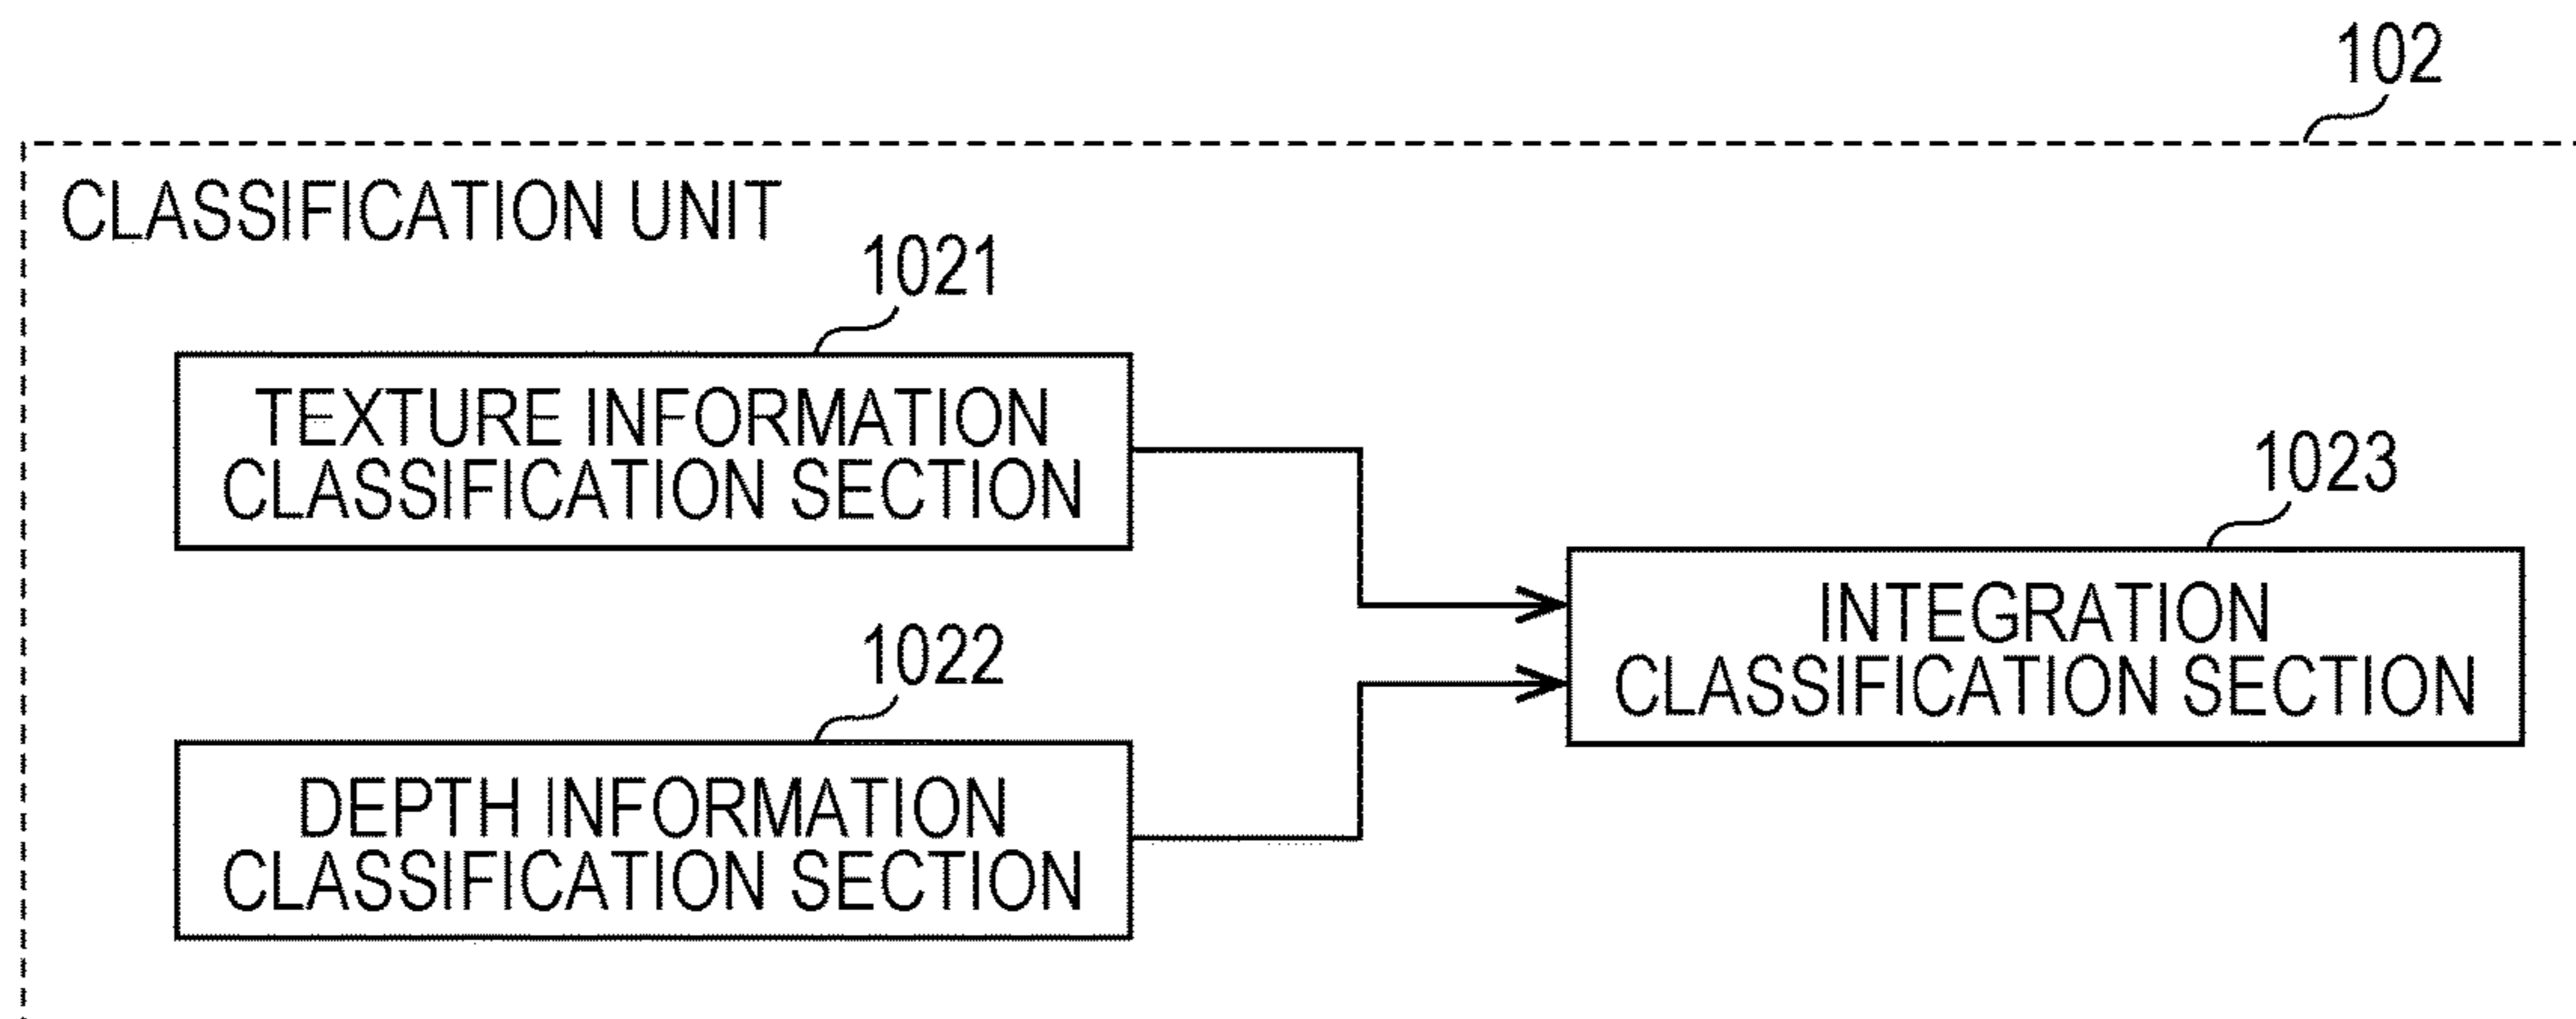 102
CLASSIFICATION UNIT
1021
TEXTURE INFORMATION
CLASSIFICATION SECTION
1022
DEPTH INFORMATION
CLASSIFICATION SECTION
1023
INTEGRATION
CLASSIFICATION SECTION